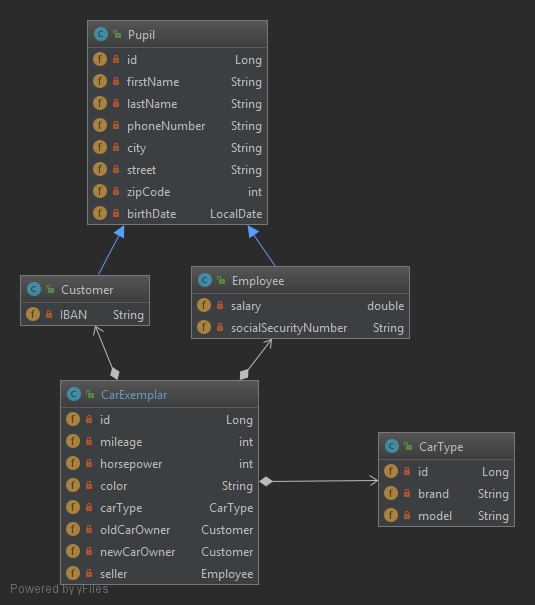 Pupil
id Long
firstName String
lastName String
phoneNumber String
city String
street String
zipCode int
birthDate LocalDate
Customer
IBAN String
Employee
salary double
socialSecurityNumber String
CarExemplar
id Long
mileage int
horsepower int
color String
carType CarType
oldCarOwner Customer
newCarOwner Customer
seller Employee
CarType
id Long
brand String
model String
Powered by yFiles